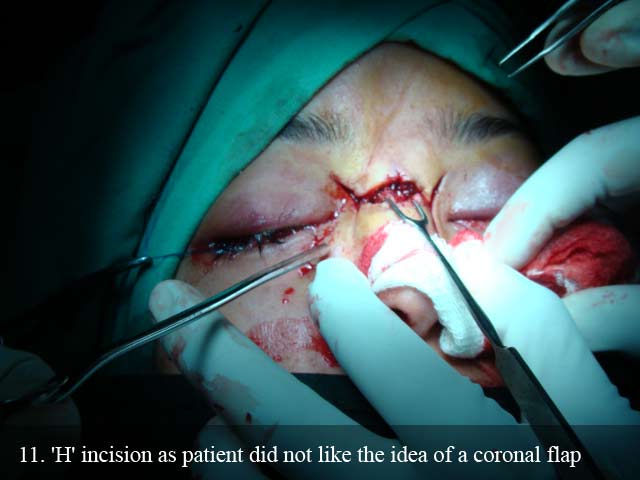 11. 'H' incision as patient did not like the idea of a coronal flap